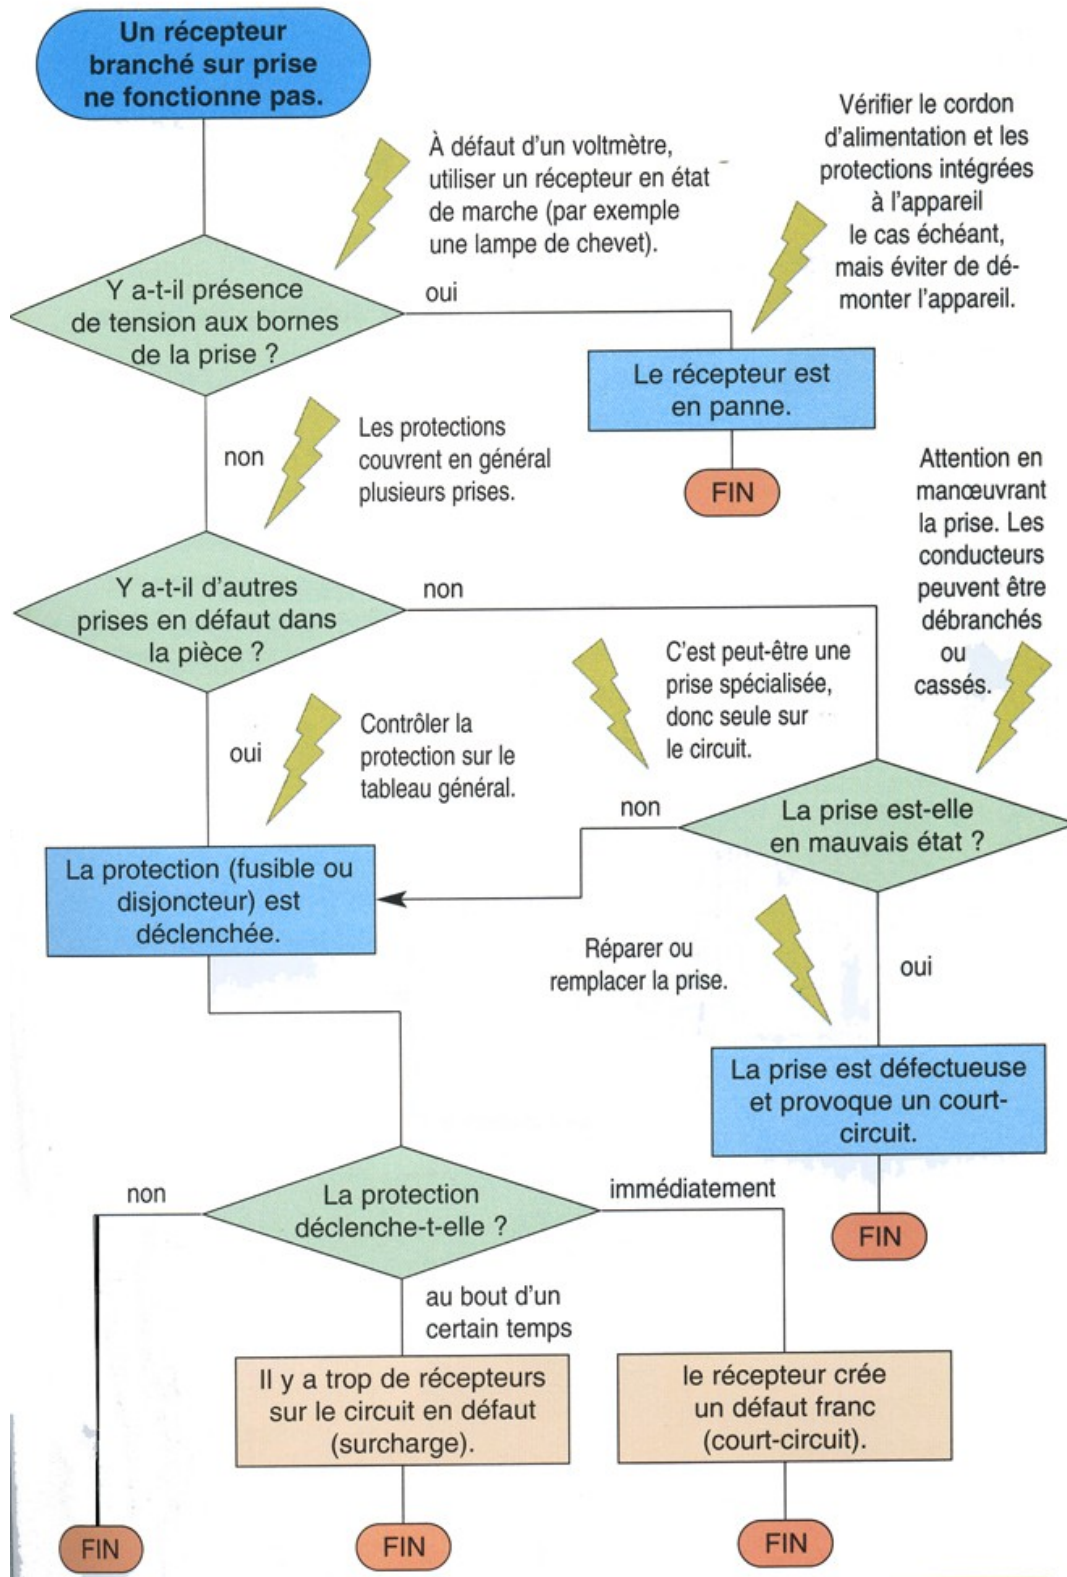 Un récepteur
branché sur prise
ne fonctionne pas.
À défaut d'un voltmètre,
utiliser un récepteur en état
de marche (par exemple
une lampe de chevet).
Vérifier le cordon
d'alimentation et les
protections intégrées
à l'appareil
le cas échéant,
mais éviter de dé-
monter l'appareil.
Y a-t-il présence
de tension aux bornes
de la prise ?
oui
Le récepteur est
en panne.
FIN
non
Les protections
couvrent en général
plusieurs prises.
Attention en
manœuvrant
la prise. Les
conducteurs
peuvent être
débranchés
ou
cassés.
Y a-t-il d'autres
prises en défaut dans
la pièce ?
non
C'est peut-être une
prise spécialisée,
donc seule sur
le circuit.
oui
Contrôler la
protection sur le
tableau général.
La prise est-elle
en mauvais état ?
non
La protection (fusible ou
disjoncteur) est
déclenchée.
Réparer ou
remplacer la prise.
oui
La prise est défectueuse
et provoque un court-
circuit.
FIN
La protection
déclenche-t-elle ?
non
immédiatement
au bout d'un
certain temps
Il y a trop de récepteurs
sur le circuit en défaut
(surcharge).
le récepteur crée
un défaut franc
(court-circuit).
FIN
FIN
FIN